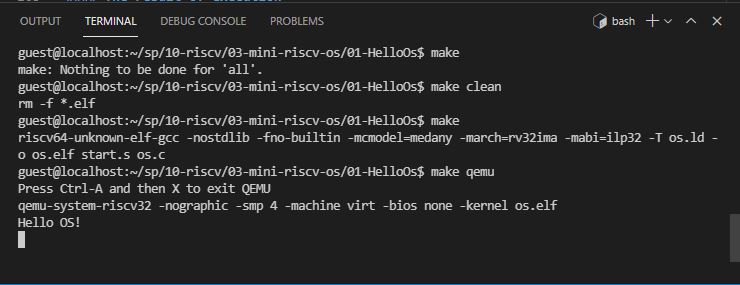 OUTPUT TERMINAL DEBUG CONSOLE PROBLEMS bash
guest@localhost:~/sp/10-riscv/03-mini-riscv-os/01-HelloOs$ make
make: Nothing to be done for 'all'.
guest@localhost:~/sp/10-riscv/03-mini-riscv-os/01-HelloOs$ make clean
rm -f *.elf
guest@localhost:~/sp/10-riscv/03-mini-riscv-os/01-HelloOs$ make
riscv64-unknown-elf-gcc -nostdlib -fno-builtin -mcmodel=medany -march=rv32ima -mabi=ilp32 -T os.ld -
o os.elf start.s os.c
guest@localhost:~/sp/10-riscv/03-mini-riscv-os/01-HelloOs$ make qemu
Press Ctrl-A and then X to exit QEMU
qemu-system-riscv32 -nographic -smp 4 -machine virt -bios none -kernel os.elf
Hello OS!